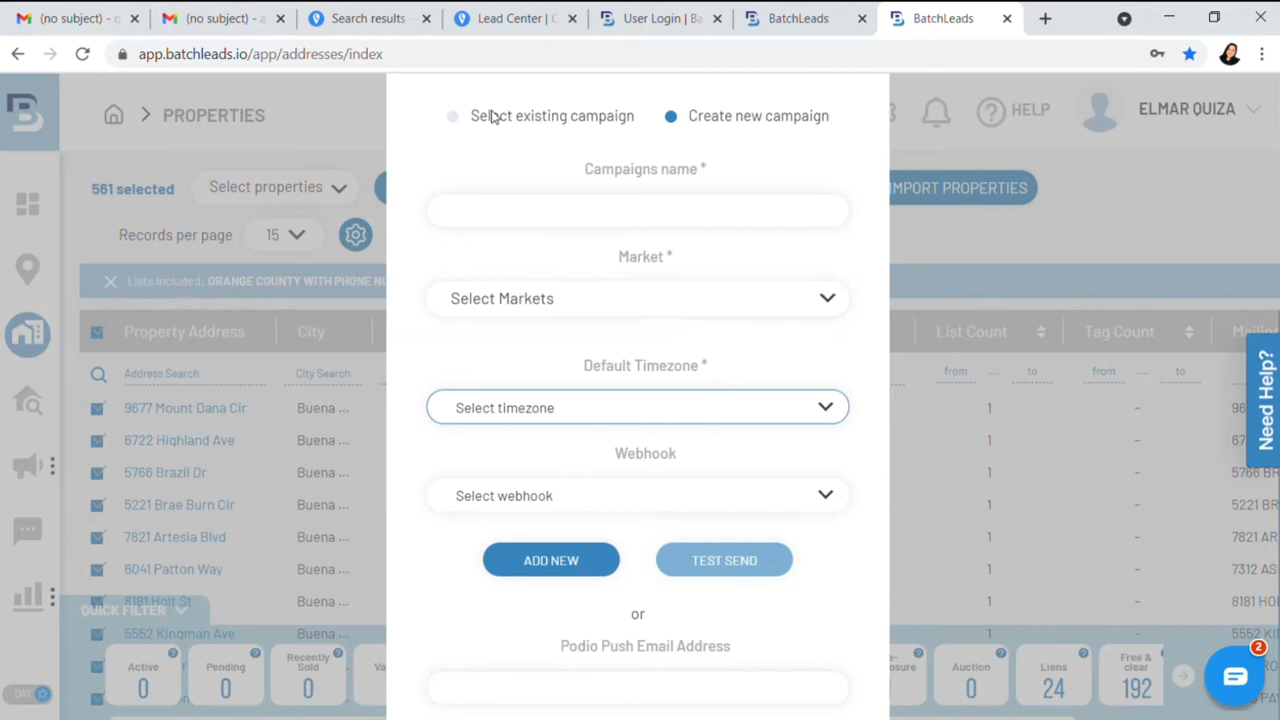 (no subject) - q
(no subject) - a
Search results -
Lead Center | C
User Login | Ba
BatchLeads
BatchLeads
app.batchleads.io/app/addresses/index
PROPERTIES
HELP
ELMAR QUIZA
Select existing campaign
Create new campaign
561 selected
Select properties
IMPORT PROPERTIES
Campaigns name *
Records per page
15
Market *
Select Markets
Lists Included: ORANGE COUNTY WITH PHONE NU
Property Address
City
List Count
Tag Count
Mailing
Default Timezone *
Select timezone
Address Search
City Search
from
to
from
to
9677 Mount Dana Cir
Buena ...
1
-
96
6722 Highland Ave
Buena ...
1
-
67
5766 Brazil Dr
Buena ...
1
-
5766 BR
5221 Brae Burn Cir
Buena ...
1
-
5221 BR
7821 Artesia Blvd
Buena ...
1
-
7821 AR
6041 Patton Way
Buena ...
1
-
7312 AS
8181 Holt St
Buena ...
1
-
8181 HO
5552 Kingman Ave
Buena ...
1
-
5552 KI
Webhook
Select webhook
ADD NEW
TEST SEND
or
Podio Push Email Address
Need Help?
QUICK FILTER
Active
0
Pending
0
Recently
Sold
0
Va
osure
Auction
0
Liens
24
Free &
clear
192
DAY
2